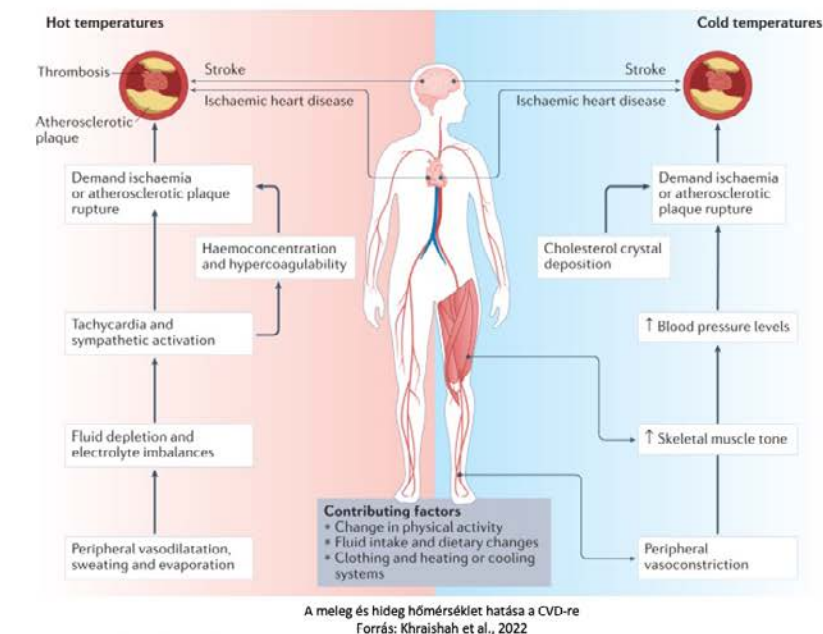 Hot temperatures
Cold temperatures
Thrombosis
Stroke
Ischaemic heart disease
Stroke
Ischaemic heart disease
Atherosclerotic
plaque
Demand ischaemia
or atherosclerotic plaque
rupture
Haemoconcentration
and hypercoagulability
Tachycardia and
sympathetic activation
Fluid depletion and
electrolyte imbalances
Peripheral vasodilatation,
sweating and evaporation
Demand ischaemia
or atherosclerotic
plaque rupture
Cholesterol crystal
deposition
↑ Blood pressure levels
↑ Skeletal muscle tone
Peripheral
vasoconstriction
Contributing factors
• Change in physical activity
• Fluid intake and dietary changes
• Clothing and heating or cooling
systems
A meleg és hideg hőmérséklet hatása a CVD-re
Forrás: Khraishah et al., 2022